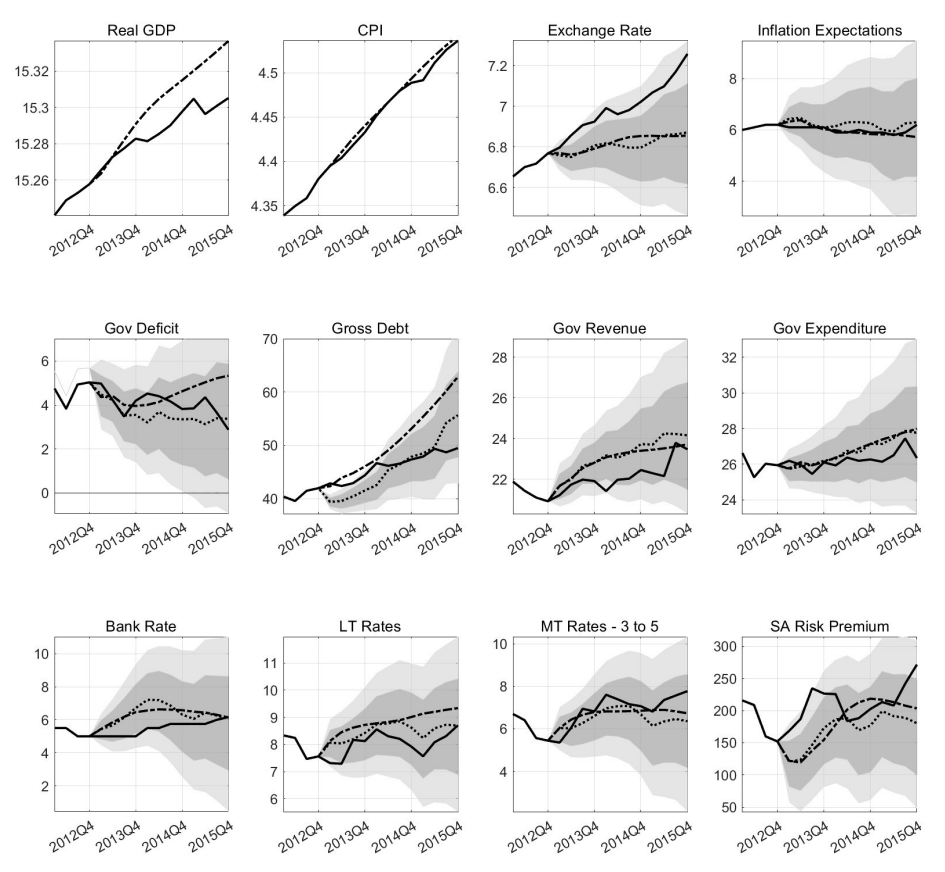 Real GDP
15.32
15.3
15.28
15.26
2012Q4 2013Q4 2014Q4 2015Q4
CPI
4.5
4.45
4.4
4.35
2012Q4 2013Q4 2014Q4 2015Q4
Exchange Rate
7.2
7
6.8
6.6
2012Q4 2013Q4 2014Q4 2015Q4
Inflation Expectations
8
6
4
2012Q4 2013Q4 2014Q4 2015Q4
Gov Deficit
6
4
2
0
2012Q4 2013Q4 2014Q4 2015Q4
Gross Debt
70
60
50
40
2012Q4 2013Q4 2014Q4 2015Q4
Gov Revenue
28
26
24
22
2012Q4 2013Q4 2014Q4 2015Q4
Gov Expenditure
32
30
28
26
24
2012Q4 2013Q4 2014Q4 2015Q4
Bank Rate
10
8
6
4
2
2012Q4 2013Q4 2014Q4 2015Q4
LT Rates
11
10
9
8
7
6
2012Q4 2013Q4 2014Q4 2015Q4
MT Rates - 3 to 5
10
8
6
4
2012Q4 2013Q4 2014Q4 2015Q4
SA Risk Premium
300
250
200
150
100
50
2012Q4 2013Q4 2014Q4 2015Q4